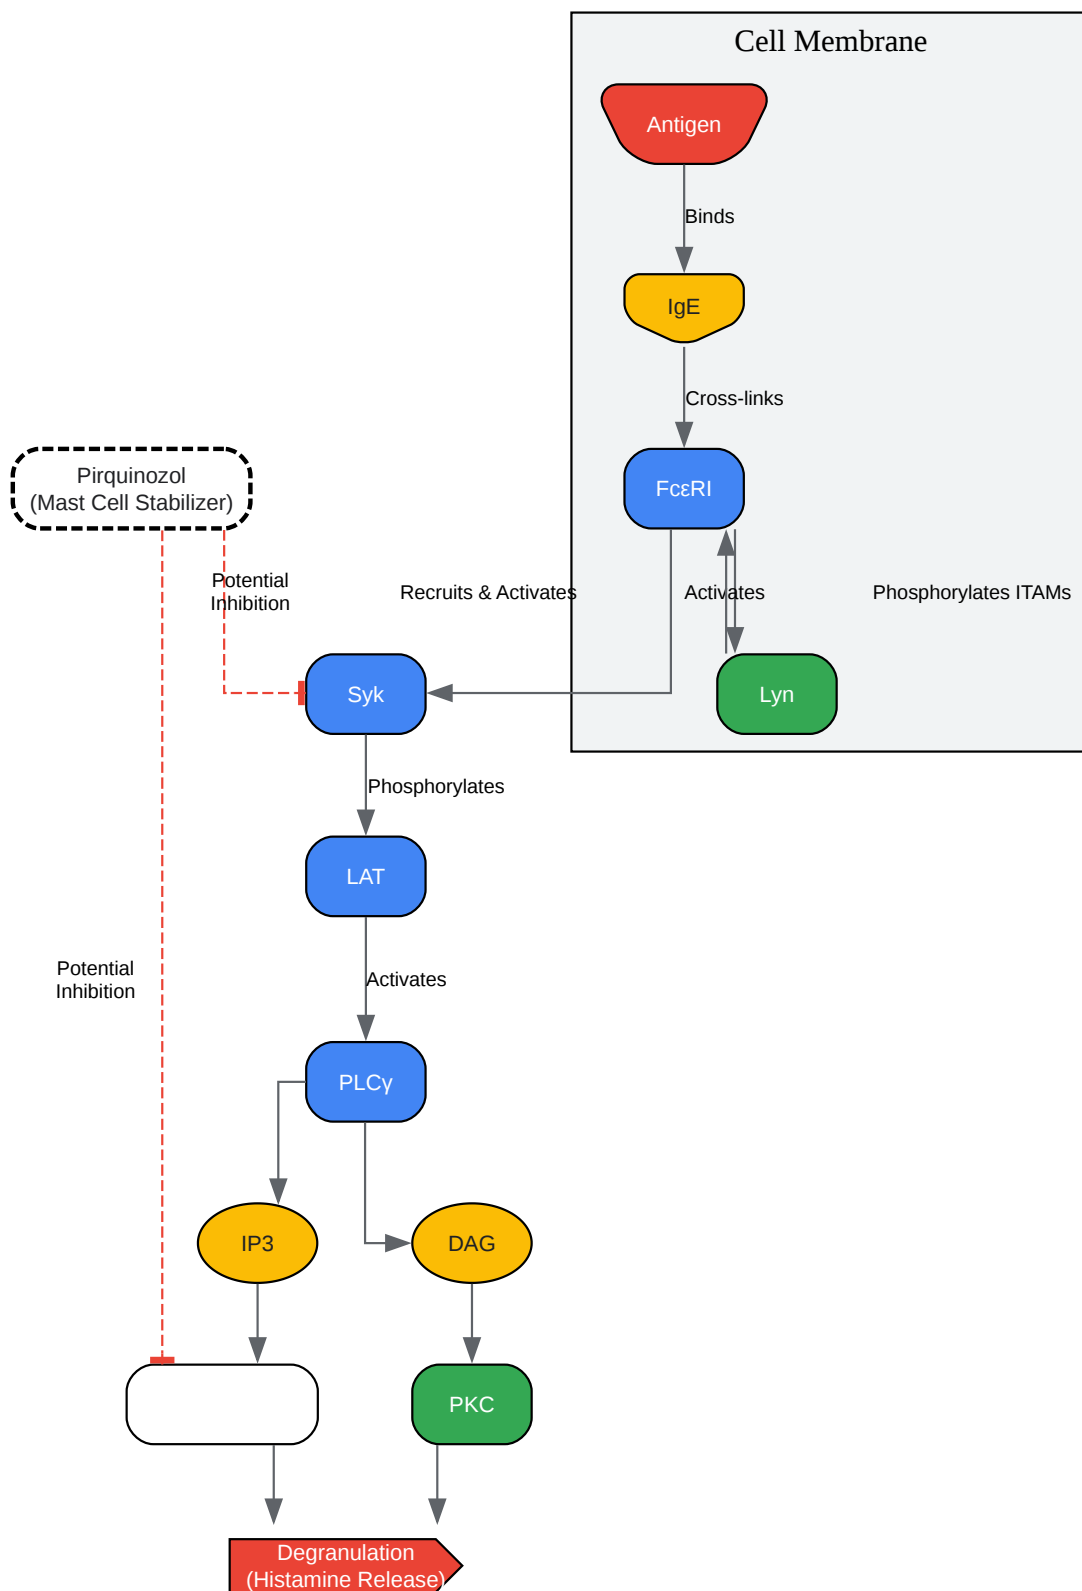 Cell Membrane
Antigen
Binds
IgE
Cross-links
Pirquinozol
(Mast Cell Stabilizer)
FcεRI
Potential
Inhibition
Recruits & Activates
Activates
Phosphorylates ITAMs
Syk
Lyn
Phosphorylates
LAT
Potential
Inhibition
Activates
PLCγ
IP3
DAG
PKC
Degranulation
(Histamine Release)